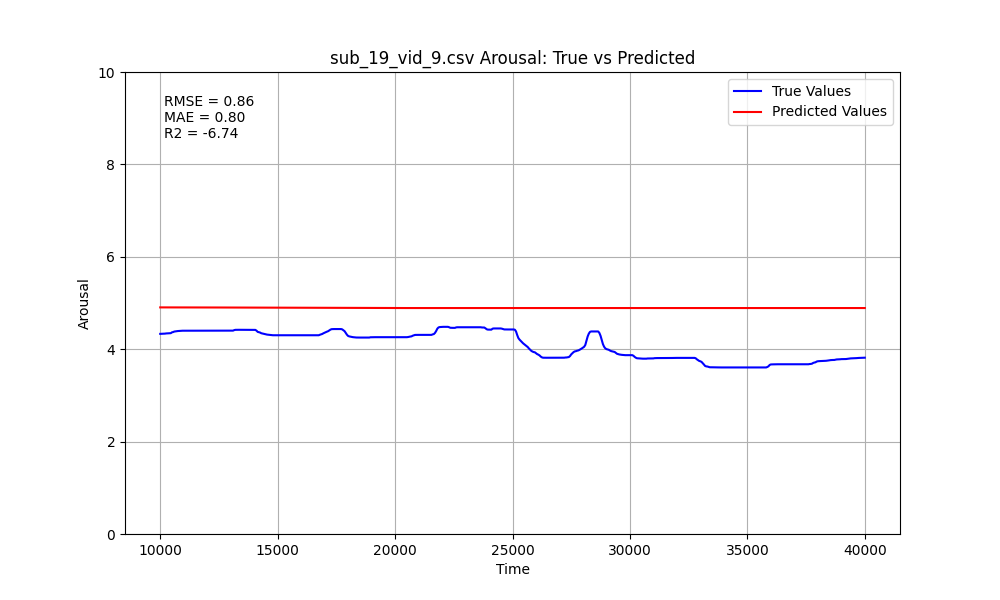 sub_19_vid_9.csv Arousal: True vs Predicted
RMSE = 0.86
MAE = 0.80
R2 = -6.74
True Values
Predicted Values
10
8
6
4
2
0
Arousal
10000
15000
20000
25000
30000
35000
40000
Time